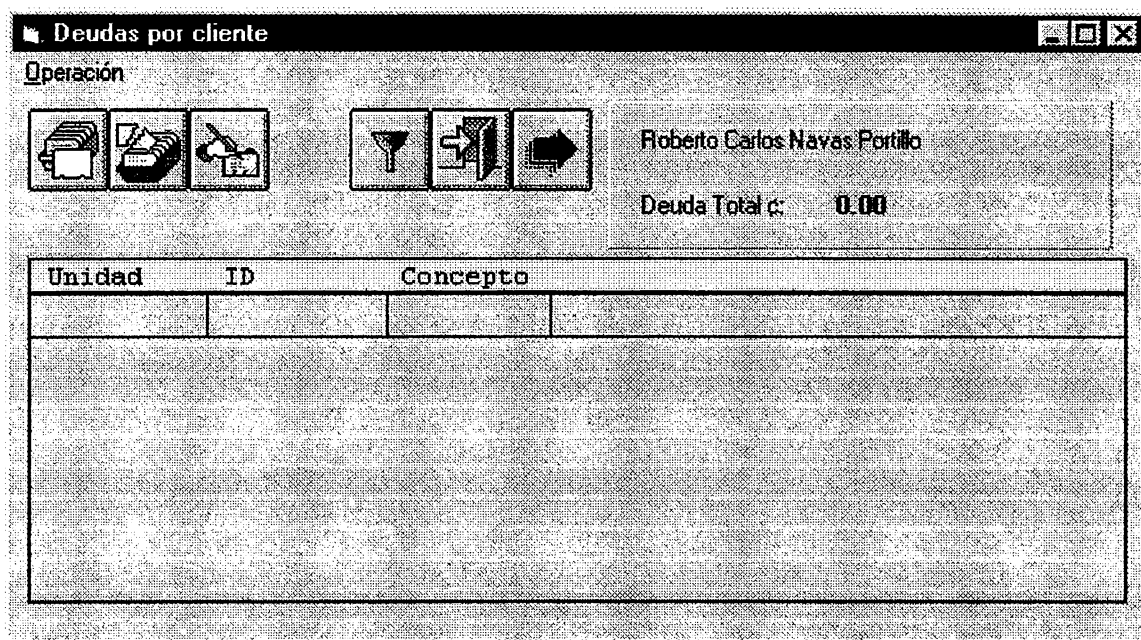 Deudas por cliente
Operación
Roberto Carlos Navas Portillo
Deuda Total ¢: 0.00
Unidad ID Concepto